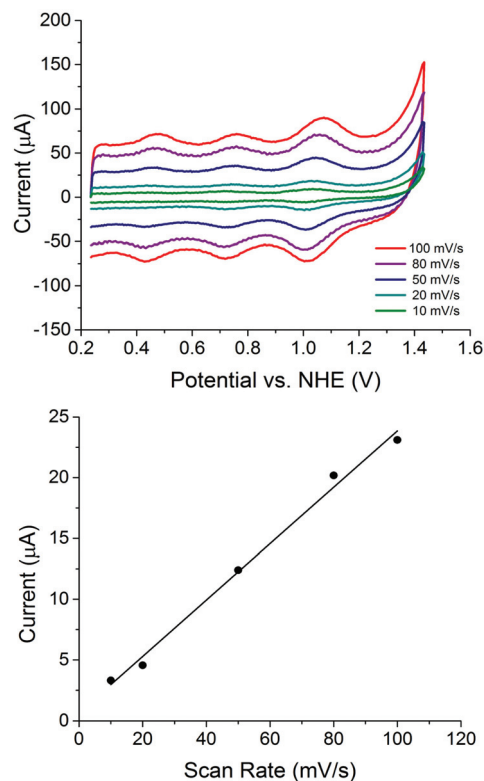 200
150
100
50
0
-50
-100
-150
Current (µA)
100 mV/s
80 mV/s
50 mV/s
20 mV/s
10 mV/s
0.2 0.4 0.6 0.8 1.0 1.2 1.4 1.6
Potential vs. NHE (V)
25
20
15
10
5
0
Current (µA)
0 20 40 60 80 100 120
Scan Rate (mV/s)